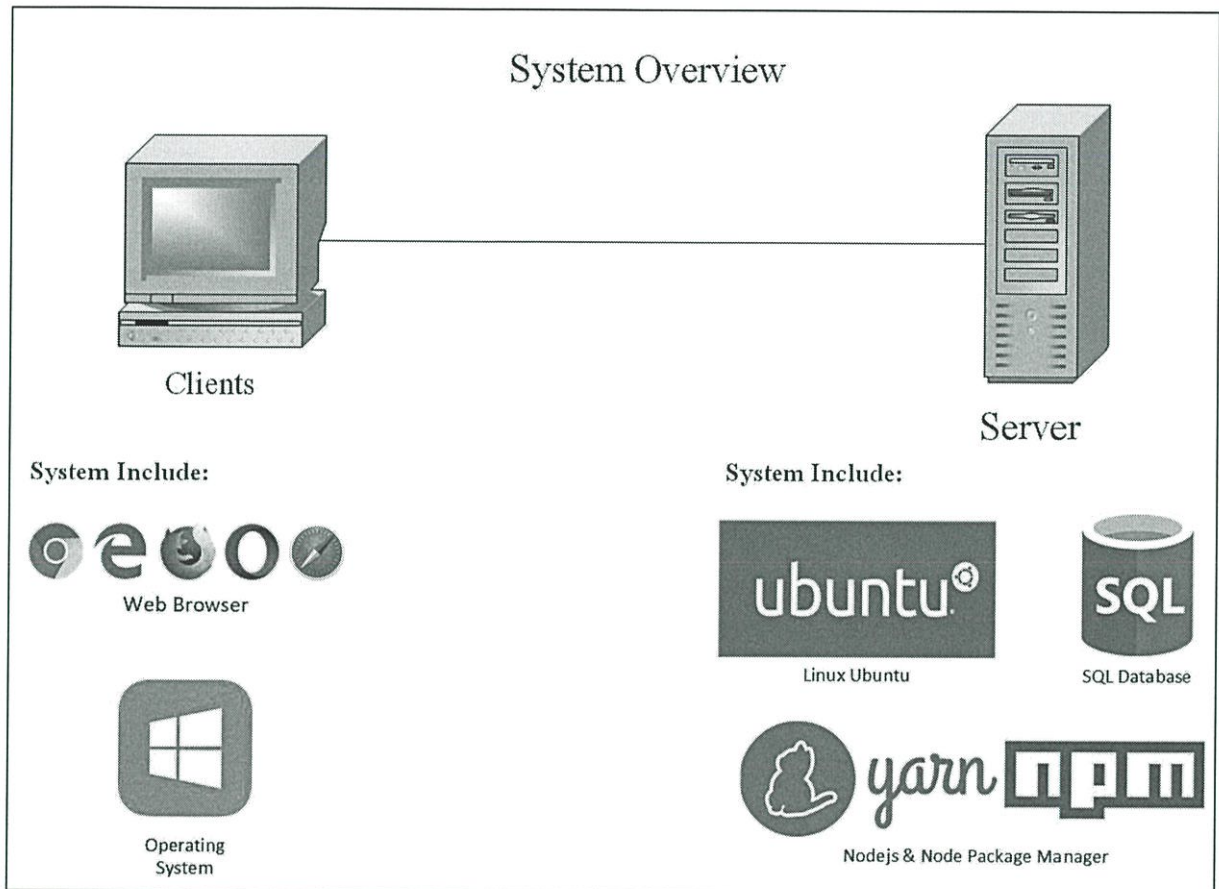 System Overview
Clients
Server
System Include:
Web Browser
Operating
System
System Include:
ubuntu
Linux Ubuntu
SQL
SQL Database
yarn npm
Nodejs & Node Package Manager